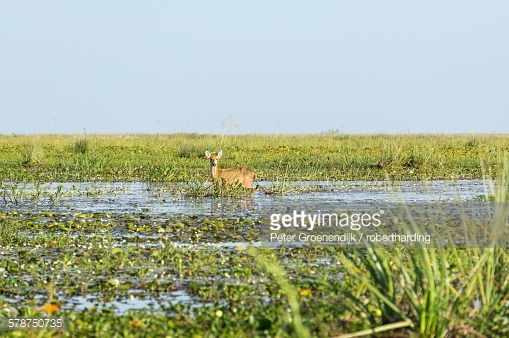 gettyimages®
Peter Groenendijk / robertharding
578750735